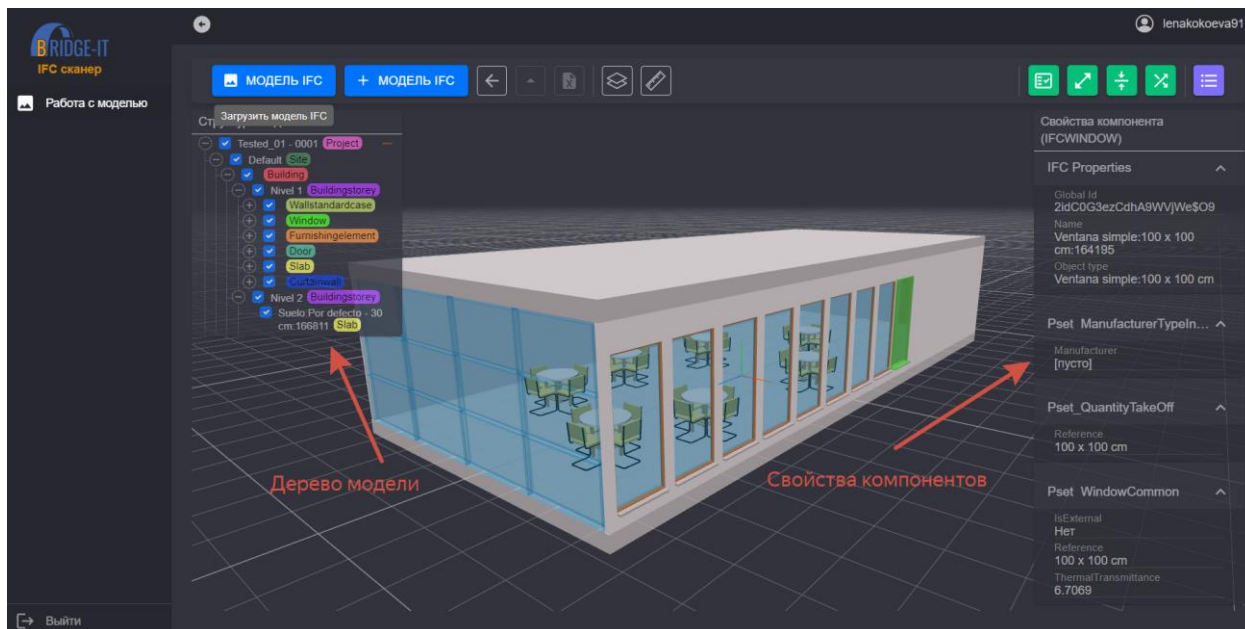 BRIDGE-IT
IFC сканер
Работа с моделью
lenakokoeva91
МОДЕЛЬ IFC
+ МОДЕЛЬ IFC
Загрузить модель IFC
Tested_01 - 0001 Project
Default Site
Building
Nivel 1 Buildingstorey
Wallstandardcase
Window
Furnishingelement
Door
Slab
Curtainwall
Nivel 2 Buildingstorey
Suelo:Por defecto - 30
cm:166811 Slab
Дерево модели
Свойства компонентов
Свойства компонента
(IFCWINDOW)
IFC Properties
Global Id
2idC0G3ezCdhA9WVjWe$O9
Name
Ventana simple:100 x 100
cm:164195
Object type
Ventana simple:100 x 100 cm
Pset_ManufacturerTypeIn...
Manufacturer
[пусто]
Pset_QuantityTakeOff
Reference
100 x 100 cm
Pset_WindowCommon
IsExternal
Нет
Reference
100 x 100 cm
ThermalTransmittance
6.7069
Выйти